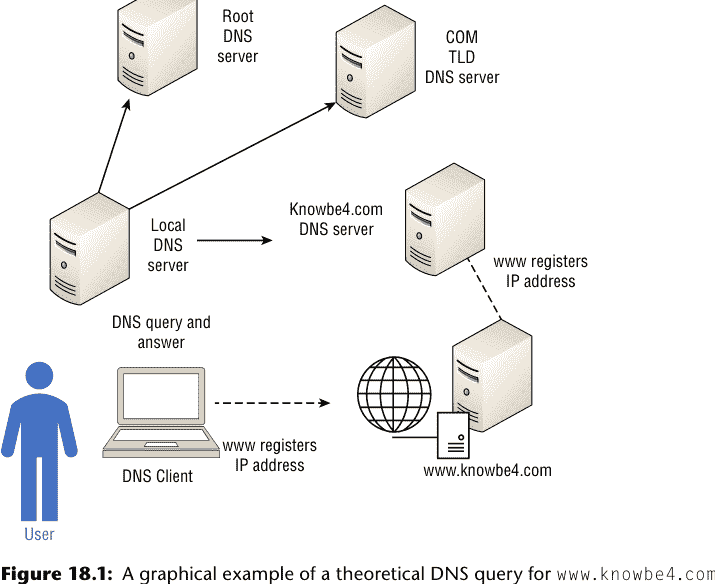 Root
DNS
server
COM
TLD
DNS server
Local
DNS
server
Knowbe4.com
DNS server
www registers
IP address
DNS query and
answer
www registers
IP address
DNS Client
www.knowbe4.com
User
Figure 18.1: A graphical example of a theoretical DNS query for www.knowbe4.com